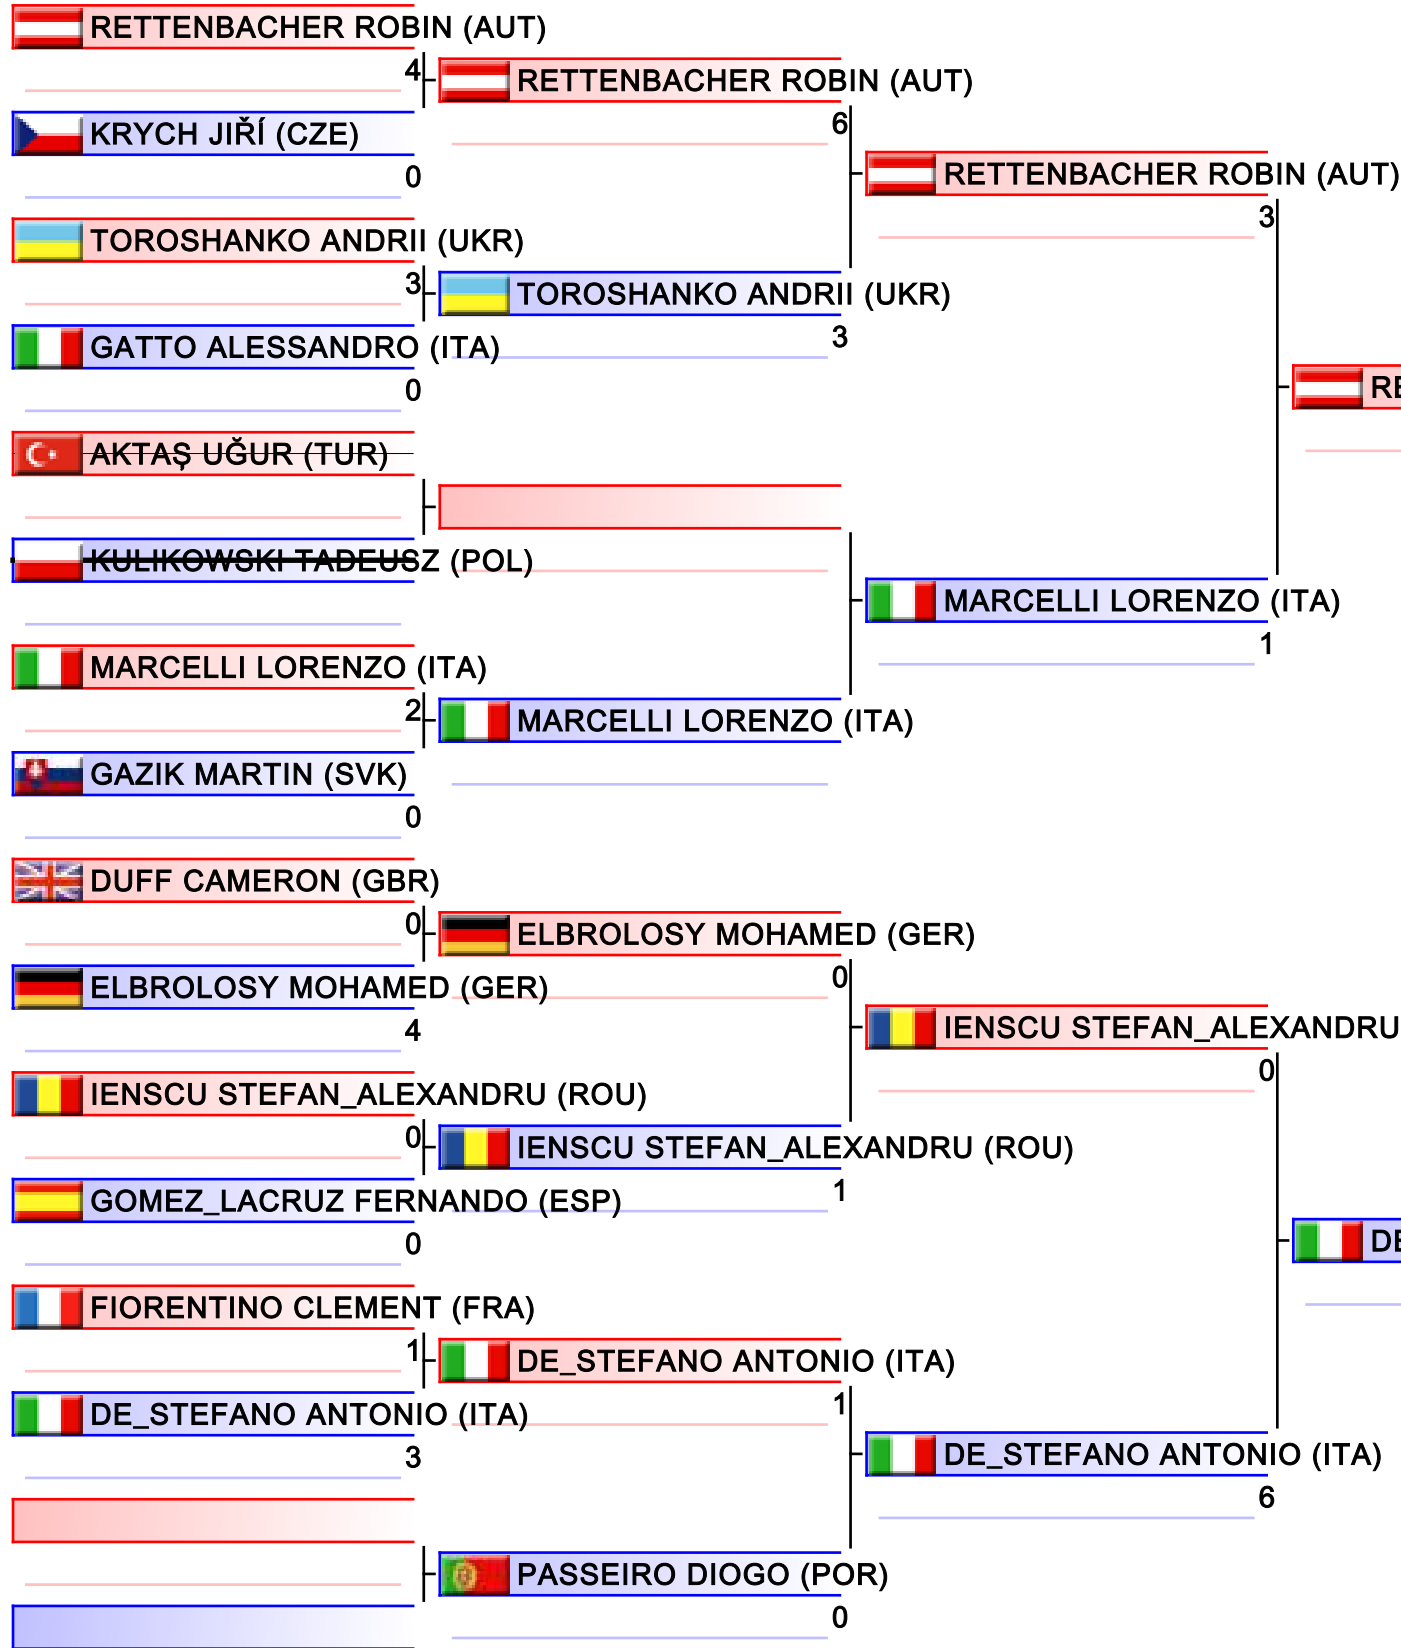 RETTENBACHER ROBIN (AUT)
4
RETTENBACHER ROBIN (AUT)
6
KRYCH JIŘÍ (CZE)
0
RETTENBACHER ROBIN (AUT)
3
TOROSHANKO ANDRII (UKR)
3
TOROSHANKO ANDRII (UKR)
3
GATTO ALESSANDRO (ITA)
0
RE
AKTAŞ UĞUR (TUR)
KULIKOWSKI TADEUSZ (POL)
MARCELLI LORENZO (ITA)
1
MARCELLI LORENZO (ITA)
2
MARCELLI LORENZO (ITA)
GAZIK MARTIN (SVK)
0
DUFF CAMERON (GBR)
0
ELBROLOSY MOHAMED (GER)
0
ELBROLOSY MOHAMED (GER)
4
IENSCU STEFAN_ALEXANDRU
0
IENSCU STEFAN_ALEXANDRU (ROU)
0
IENSCU STEFAN_ALEXANDRU (ROU)
1
GOMEZ_LACRUZ FERNANDO (ESP)
0
DE
FIORENTINO CLEMENT (FRA)
1
DE_STEFANO ANTONIO (ITA)
1
DE_STEFANO ANTONIO (ITA)
3
DE_STEFANO ANTONIO (ITA)
6
PASSEIRO DIOGO (POR)
0